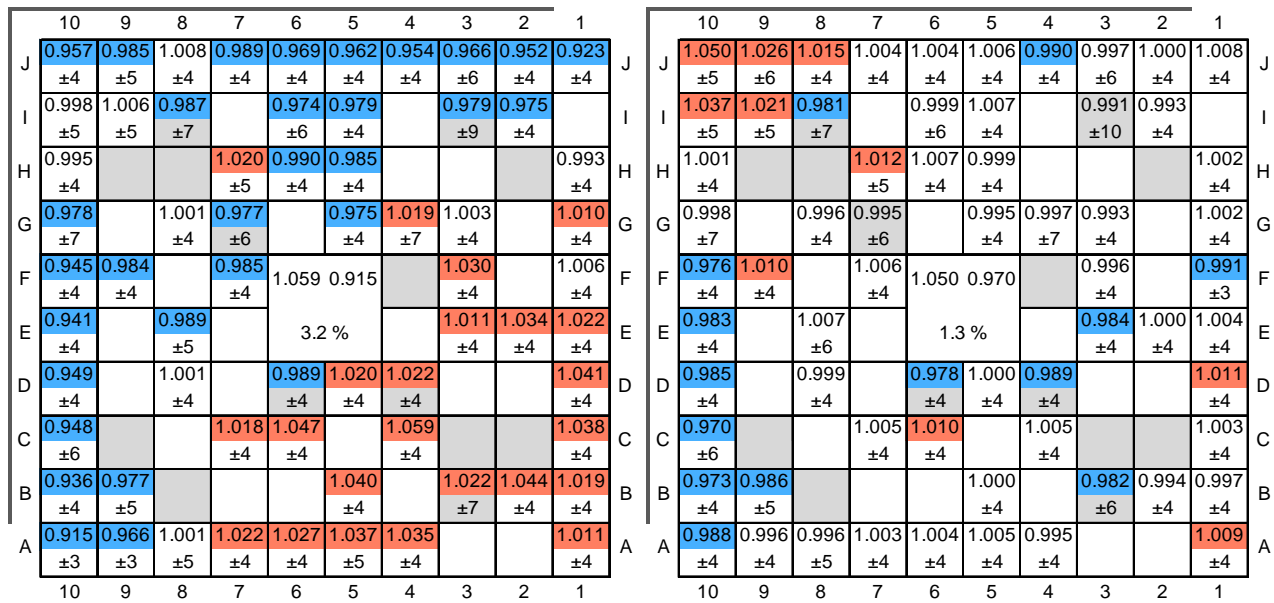 10 9 8 7 6 5 4 3 2 1 10 9 8 7 6 5 4 3 2 1
J 0.957 0.985 1.008 0.989 0.969 0.962 0.954 0.966 0.952 0.923 J J 1.050 1.026 1.015 1.004 1.004 1.006 0.990 0.997 1.000 1.008 J
±4 ±5 ±4 ±4 ±4 ±4 ±4 ±6 ±4 ±4 ±5 ±6 ±4 ±4 ±4 ±4 ±4 ±6 ±4 ±4
I 0.998 1.006 0.987 0.974 0.979 0.979 0.975 I I 1.037 1.021 0.981 0.999 1.007 0.991 0.993 I
±5 ±5 ±7 ±6 ±4 ±9 ±4 ±5 ±5 ±7 ±6 ±4 ±10 ±4
H 0.995 1.020 0.990 0.985 0.993 H H 1.001 1.012 1.007 0.999 1.002 H
±4 ±5 ±4 ±4 ±4 ±4 ±5 ±4 ±4 ±4
G 0.978 1.001 0.977 0.975 1.019 1.003 1.010 G G 0.998 0.996 0.995 0.995 0.997 0.993 1.002 G
±7 ±4 ±6 ±4 ±7 ±4 ±4 ±7 ±4 ±6 ±4 ±7 ±4 ±4
F 0.945 0.984 0.985 1.059 0.915 1.030 1.006 F F 0.976 1.010 1.006 1.050 0.970 0.996 0.991 F
±4 ±4 ±4 ±4 ±4 ±4 ±4 ±4 ±4 ±3
E 0.941 0.989 3.2 % 1.011 1.034 1.022 E E 0.983 1.007 1.3 % 0.984 1.000 1.004 E
±4 ±5 ±4 ±4 ±4 ±4 ±6 ±4 ±4 ±4
D 0.949 1.001 0.989 1.020 1.022 1.041 D D 0.985 0.999 0.978 1.000 0.989 1.011 D
±4 ±4 ±4 ±4 ±4 ±4 ±4 ±4 ±4 ±4 ±4 ±4
C 0.948 1.018 1.047 1.059 1.038 C C 0.970 1.005 1.010 1.005 1.003 C
±6 ±4 ±4 ±4 ±4 ±6 ±4 ±4 ±4 ±4
B 0.936 0.977 1.040 1.022 1.044 1.019 B B 0.973 0.986 1.000 0.982 0.994 0.997 B
±4 ±5 ±4 ±7 ±4 ±4 ±4 ±5 ±4 ±6 ±4 ±4
A 0.915 0.966 1.001 1.022 1.027 1.037 1.035 1.011 A A 0.988 0.996 0.996 1.003 1.004 1.005 0.995 1.009 A
±3 ±3 ±5 ±4 ±4 ±5 ±4 ±4 ±4 ±4 ±5 ±4 ±4 ±4 ±4 ±4
10 9 8 7 6 5 4 3 2 1 10 9 8 7 6 5 4 3 2 1